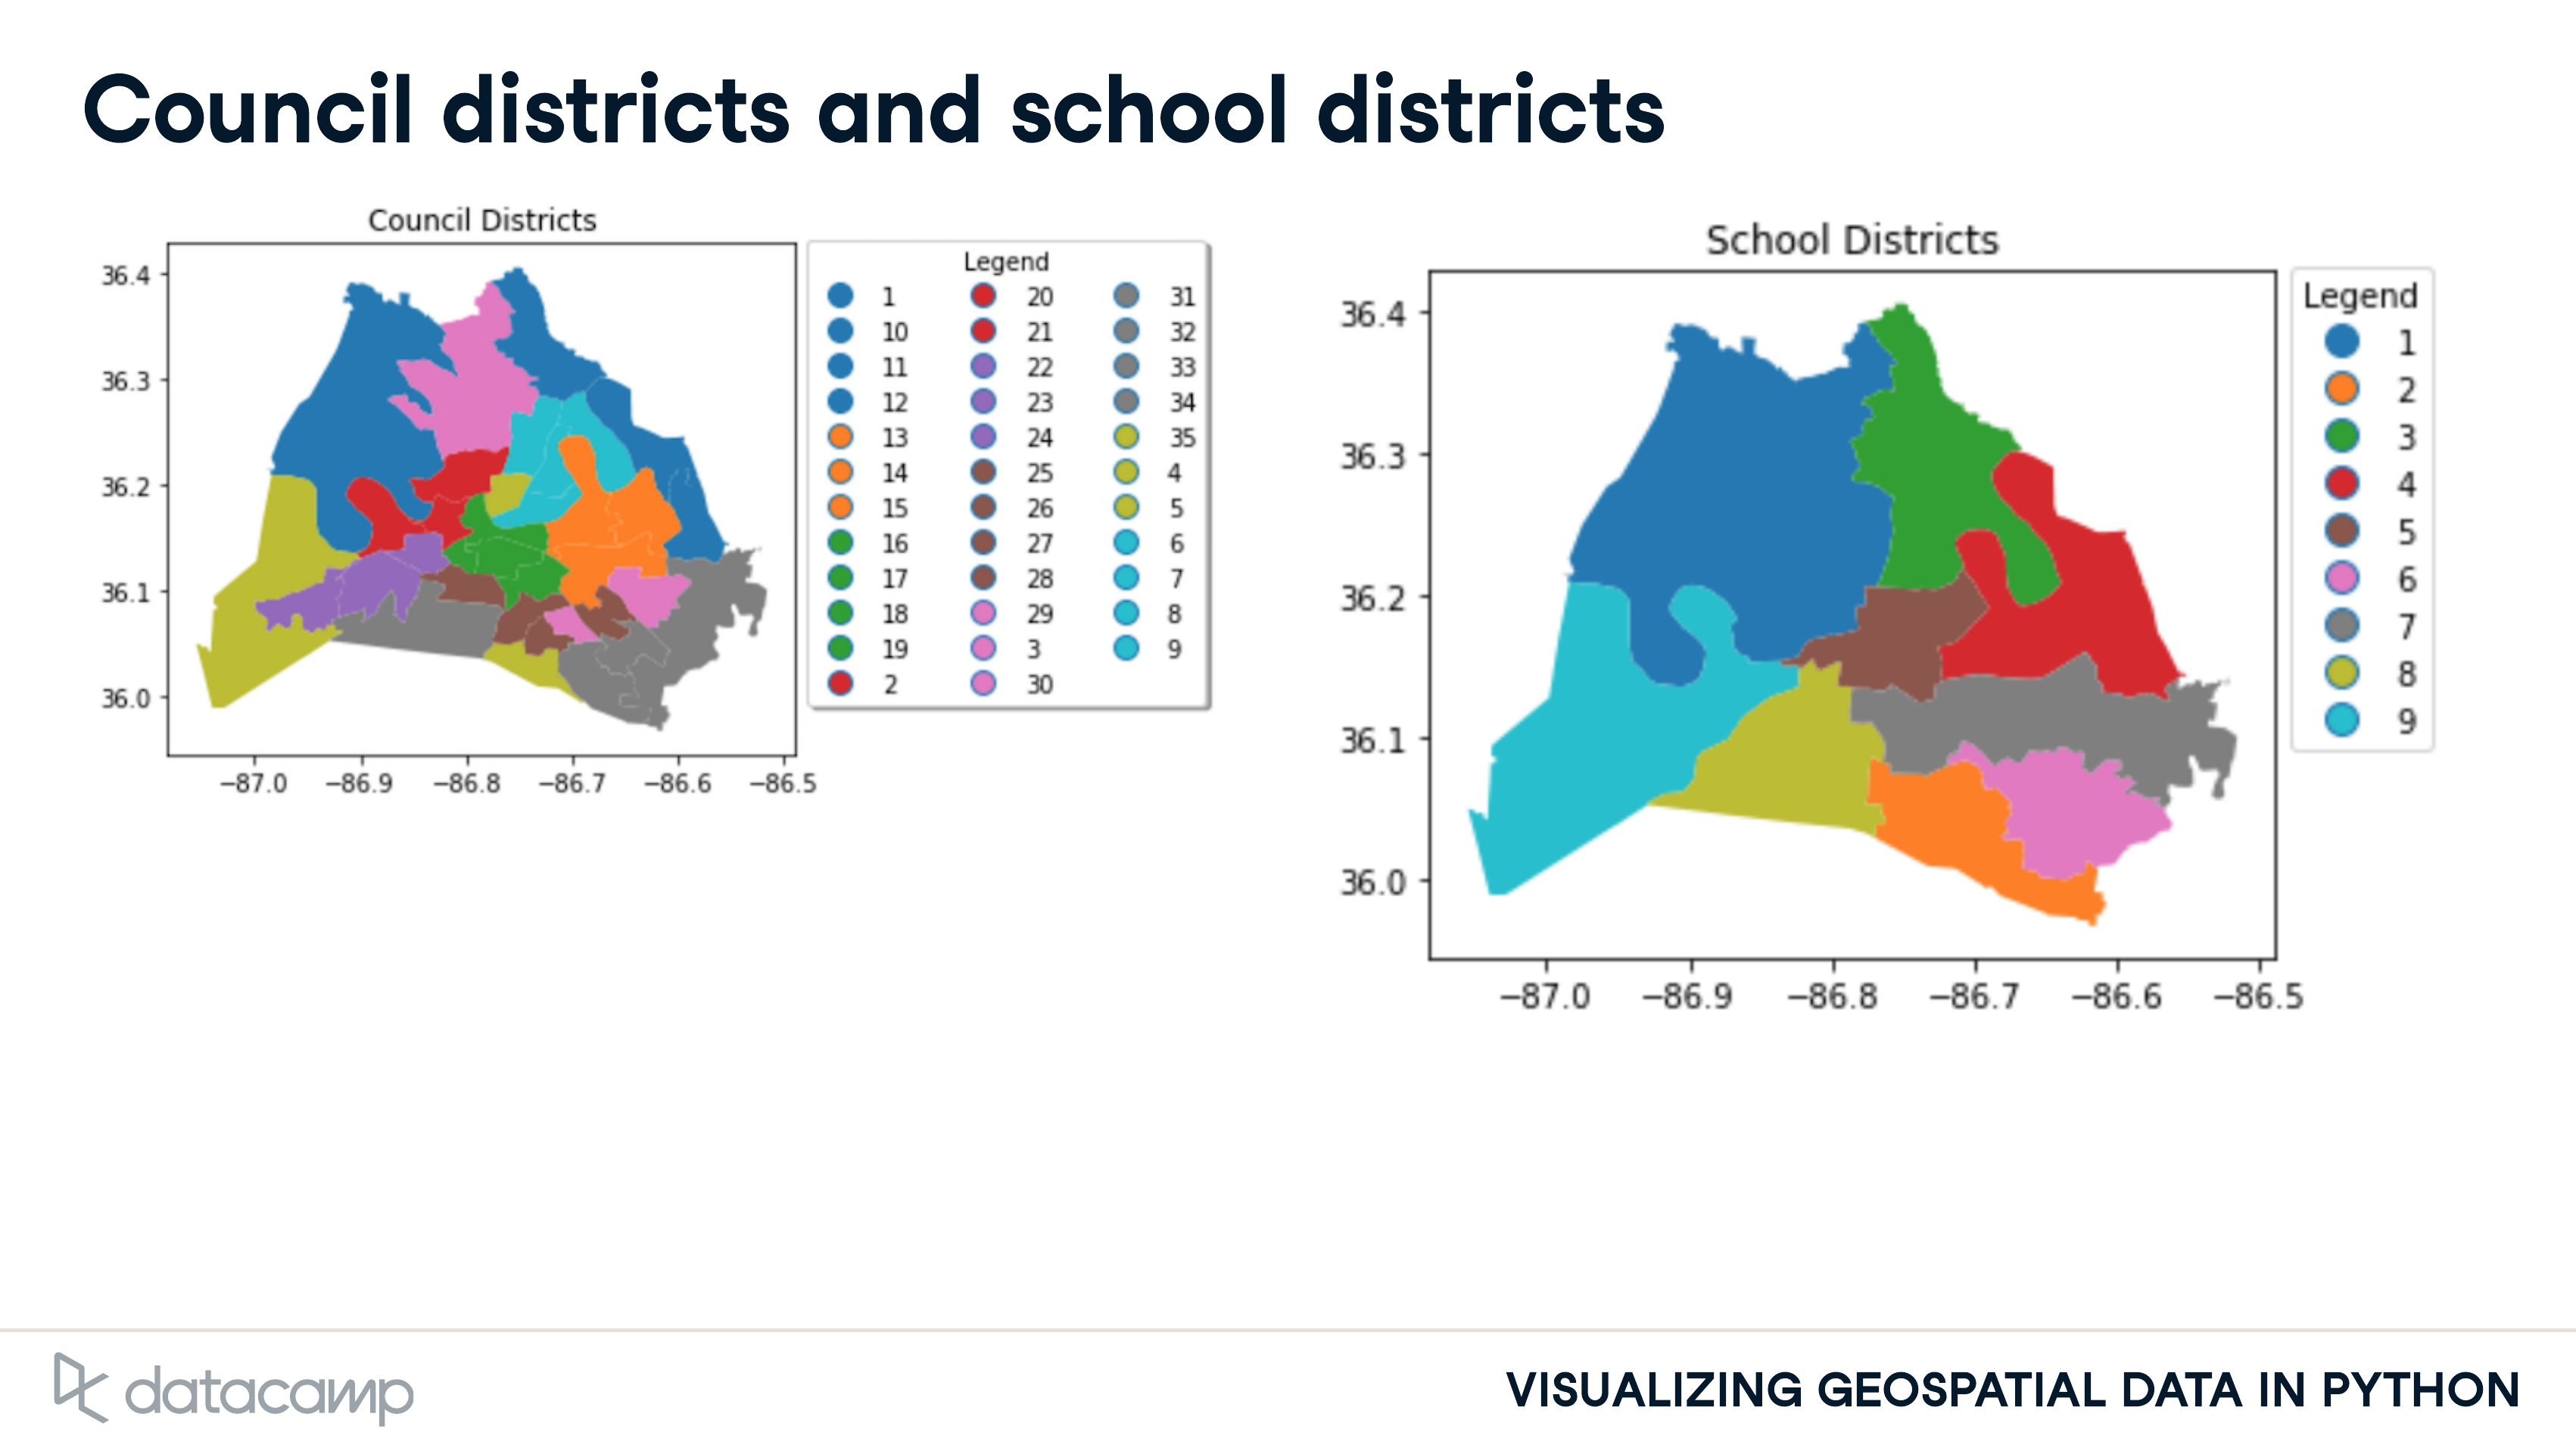 Council districts and school districts
Council Districts
36.4
36.3
36.2
36.1
36.0
−87.0 −86.9 −86.8 −86.7 −86.6 −86.5
Legend
1 20 31
10 21 32
11 22 33
12 23 34
13 24 35
14 25 4
15 26 5
16 27 6
17 28 7
18 29 8
19 3 9
2 30
School Districts
36.4
36.3
36.2
36.1
36.0
−87.0 −86.9 −86.8 −86.7 −86.6 −86.5
Legend
1
2
3
4
5
6
7
8
9
datacamp
VISUALIZING GEOSPATIAL DATA IN PYTHON